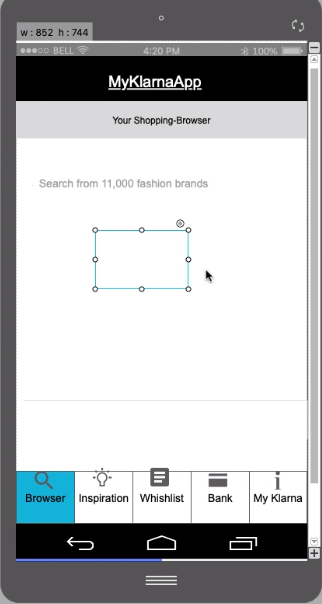 w : 852 h : 744
BELL 4:20 PM 100%
MyKlarnaApp
Your Shopping-Browser
Search from 11,000 fashion brands
Browser Inspiration Whishlist Bank My Klarna